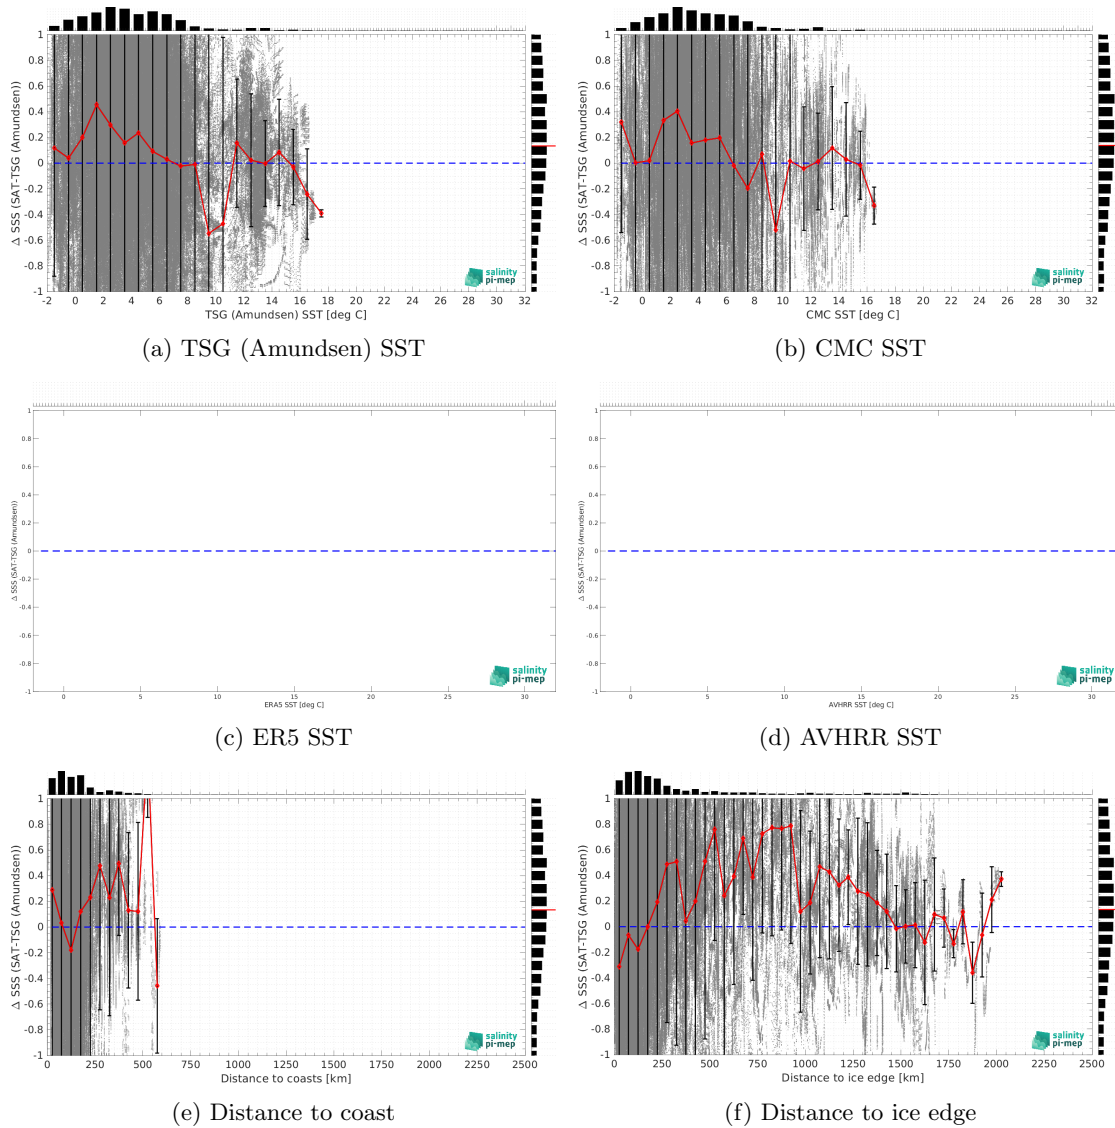 1
0.8
0.6
0.4
0.2
0
-0.2
-0.4
-0.6
-0.8
-1
Δ SSS (SAT-TSG (Amundsen))
-2 0 2 4 6 8 10 12 14 16 18 20 22 24 26 28 30 32
TSG (Amundsen) SST [deg C]
salinity
pi-mep
(a) TSG (Amundsen) SST
1
0.8
0.6
0.4
0.2
0
-0.2
-0.4
-0.6
-0.8
-1
Δ SSS (SAT-TSG (Amundsen))
-2 0 2 4 6 8 10 12 14 16 18 20 22 24 26 28 30 32
CMC SST [deg C]
salinity
pi-mep
(b) CMC SST
1
0.8
0.6
0.4
0.2
0
-0.2
-0.4
-0.6
-0.8
-1
Δ SSS (SAT-TSG (Amundsen))
0 5 10 15 20 25 30
ERA5 SST [deg C]
salinity
pi-mep
(c) ER5 SST
1
0.8
0.6
0.4
0.2
0
-0.2
-0.4
-0.6
-0.8
-1
Δ SSS (SAT-TSG (Amundsen))
0 5 10 15 20 25 30
AVHRR SST [deg C]
salinity
pi-mep
(d) AVHRR SST
1
0.8
0.6
0.4
0.2
0
-0.2
-0.4
-0.6
-0.8
-1
Δ SSS (SAT-TSG (Amundsen))
0 250 500 750 1000 1250 1500 1750 2000 2250 2500
Distance to coasts [km]
salinity
pi-mep
(e) Distance to coast
1
0.8
0.6
0.4
0.2
0
-0.2
-0.4
-0.6
-0.8
-1
Δ SSS (SAT-TSG (Amundsen))
0 250 500 750 1000 1250 1500 1750 2000 2250 2500
Distance to ice edge [km]
salinity
pi-mep
(f) Distance to ice edge